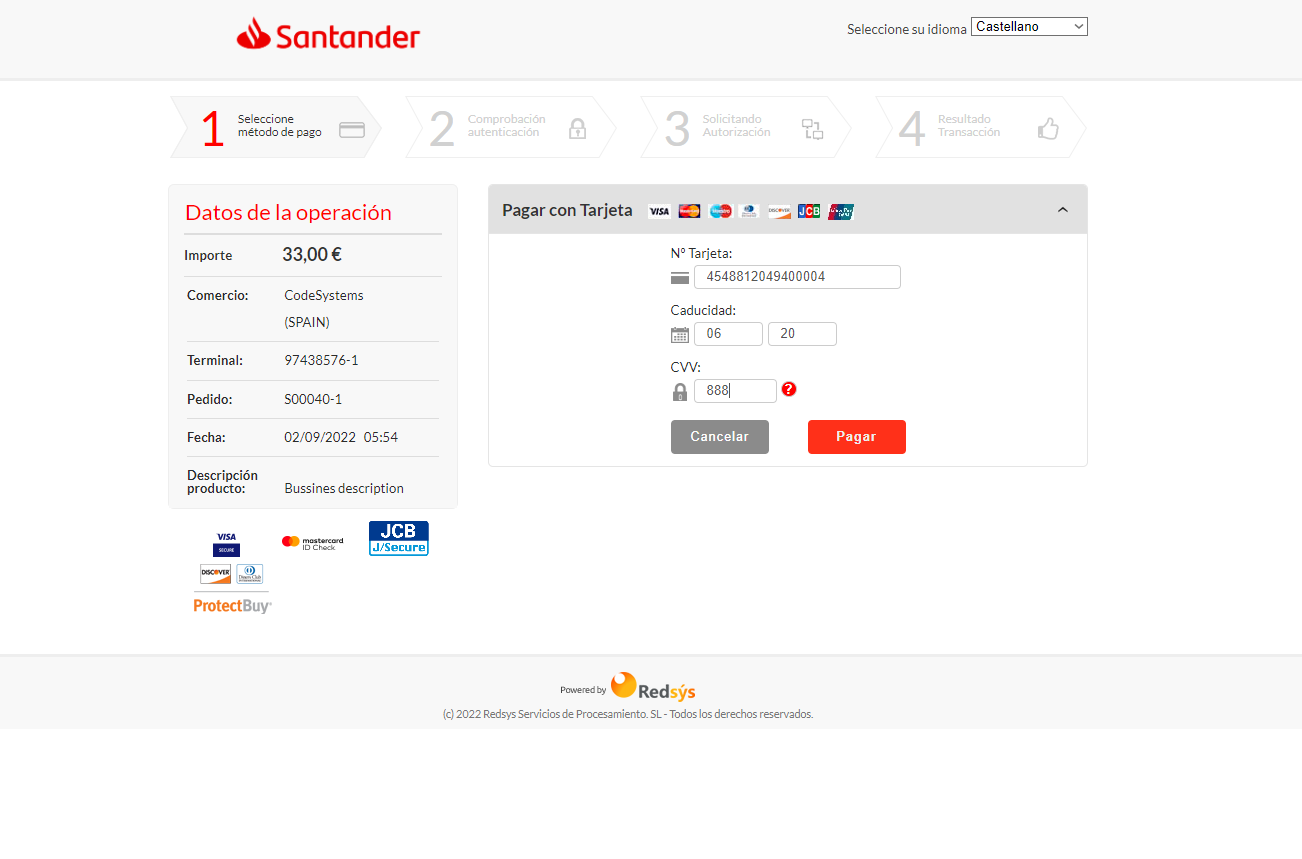 Santander
Seleccione su idioma Castellano
1 Seleccione
método de pago
2 Comprobación
autenticación
3 Solicitando
Autorización
4 Resultado
Transacción
Datos de la operación
Importe 33,00 €
Comercio: CodeSystems
(SPAIN)
Terminal: 97438576-1
Pedido: S00040-1
Fecha: 02/09/2022 05:54
Descripción
producto: Bussines description
VISA
SECURE
mastercard
ID Check
JCB
J/Secure
DISCOVER
Diners Club
ProtectBuy
Pagar con Tarjeta VISA DISCOVER JCB
Nº Tarjeta:
4548812049400004
Caducidad:
06 20
CVV:
888 ?
Cancelar Pagar
Powered by Redsýs
(c) 2022 Redsys Servicios de Procesamiento. SL - Todos los derechos reservados.